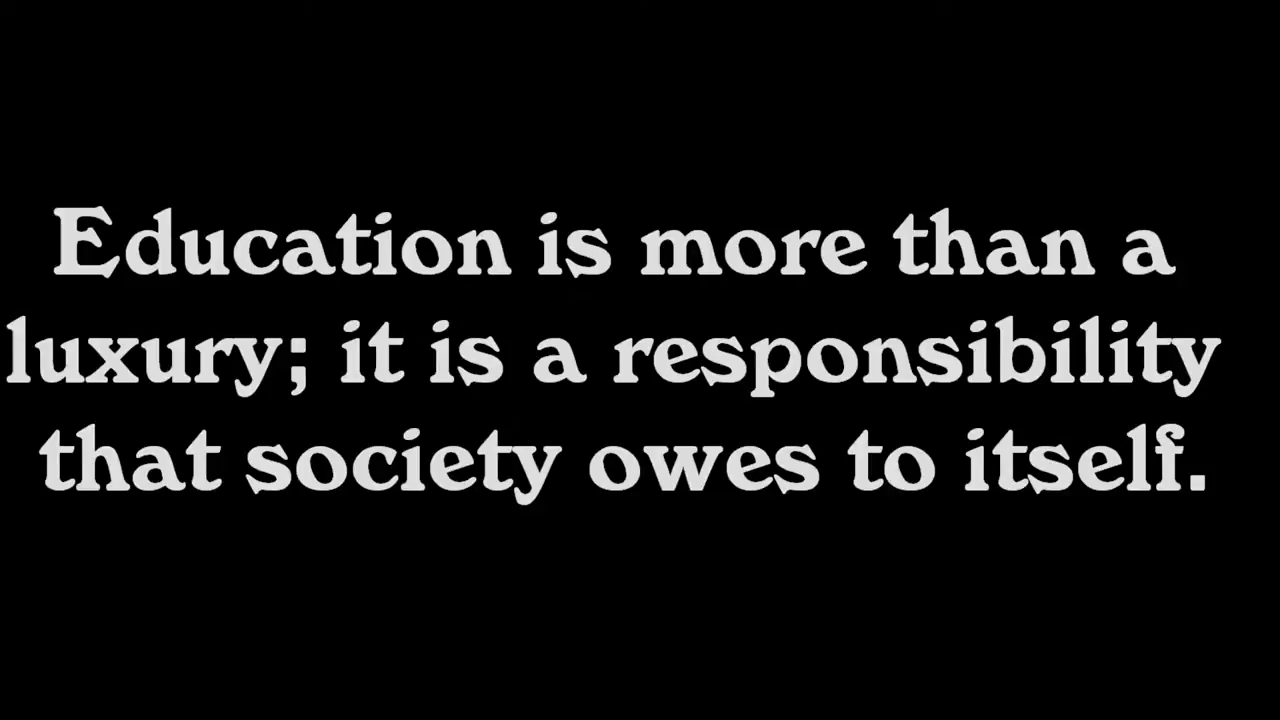 Education is more than a
luxury; it is a responsibility
that society owes to itself.